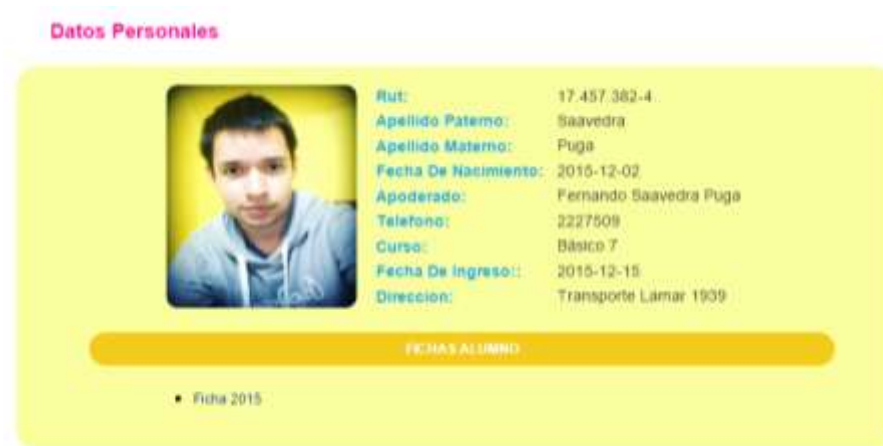 Datos Personales
Rut: 17.457.382-4
Apellido Paterno: Saavedra
Apellido Materno: Puga
Fecha De Nacimiento: 2015-12-02
Apoderado: Fernando Saavedra Puga
Telefono: 2227509
Curso: Básico 7
Fecha De Ingreso:: 2015-12-15
Direccion: Transporte Lamar 1939
FICHAS ALUMNO
Ficha 2015